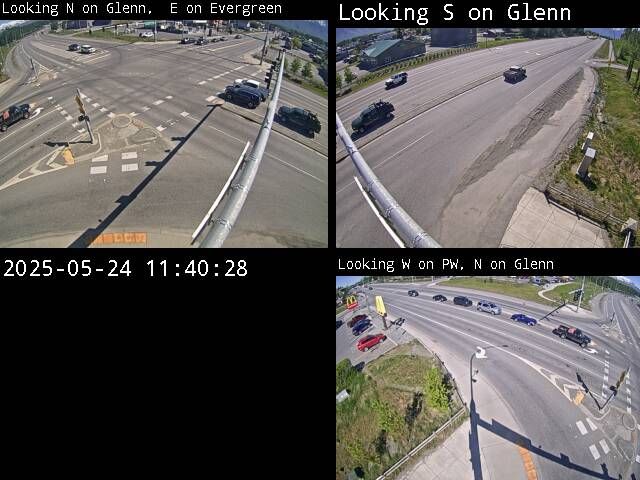 Looking N on Glenn,  E on Evergreen
Looking S on Glenn
2025-05-24 11:40:28
Looking W on PW, N on Glenn